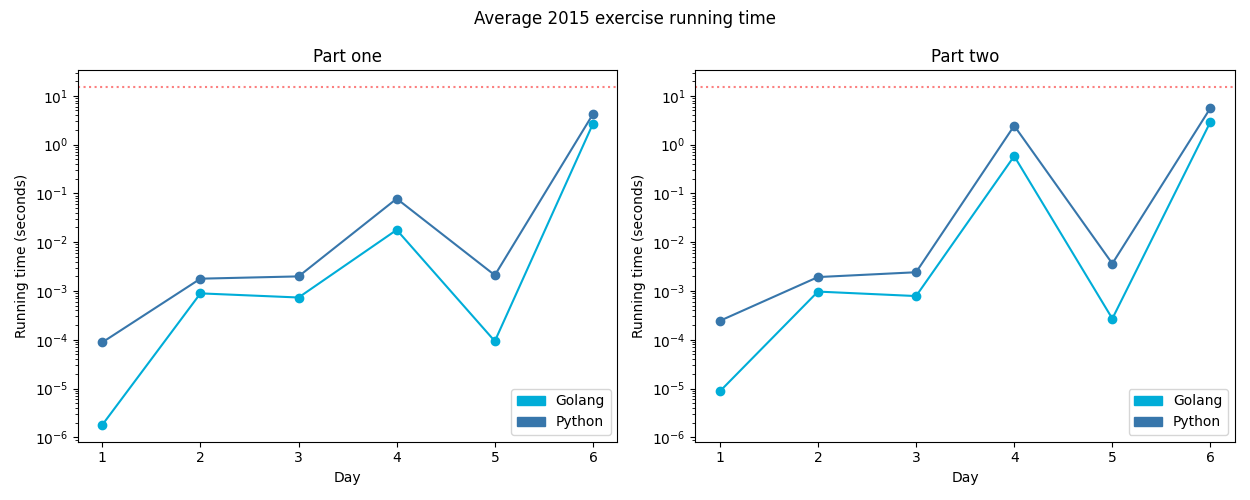 Average 2015 exercise running time
Part one
Running time (seconds)
10¹
10⁰
10⁻¹
10⁻²
10⁻³
10⁻⁴
10⁻⁵
10⁻⁶
1 2 3 4 5 6
Day
Golang
Python
Part two
Running time (seconds)
10¹
10⁰
10⁻¹
10⁻²
10⁻³
10⁻⁴
10⁻⁵
10⁻⁶
1 2 3 4 5 6
Day
Golang
Python